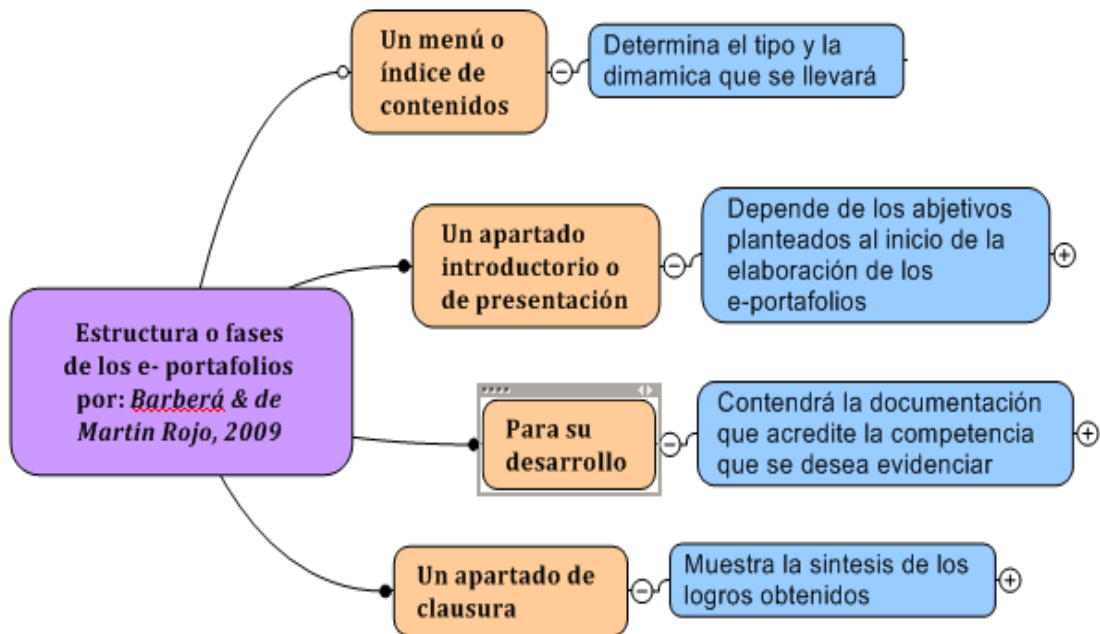 Un menú o
índice de
contenidos
Determina el tipo y la
dimamica que se llevará
Un apartado
introductorio o
de presentación
Depende de los abjetivos
planteados al inicio de la
elaboración de los
e-portafolios
Estructura o fases
de los e- portafolios
por: Barberá & de
Martin Rojo, 2009
Para su
desarrollo
Contendrá la documentación
que acredite la competencia
que se desea evidenciar
Un apartado de
clausura
Muestra la sintesis de los
logros obtenidos